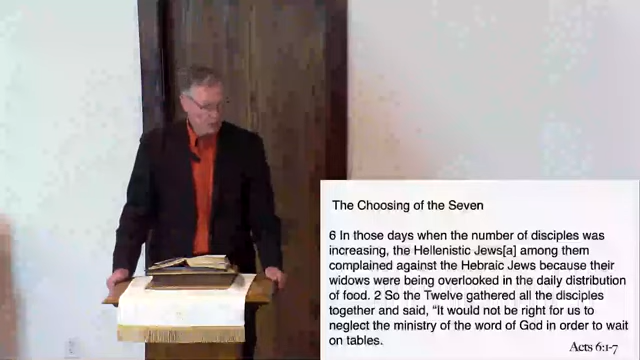 The Choosing of the Seven
6 In those days when the number of disciples was
increasing, the Hellenistic Jews[a] among them
complained against the Hebraic Jews because their
widows were being overlooked in the daily distribution
of food. 2 So the Twelve gathered all the disciples
together and said, “It would not be right for us to
neglect the ministry of the word of God in order to wait
on tables.
Acts 6:1-7